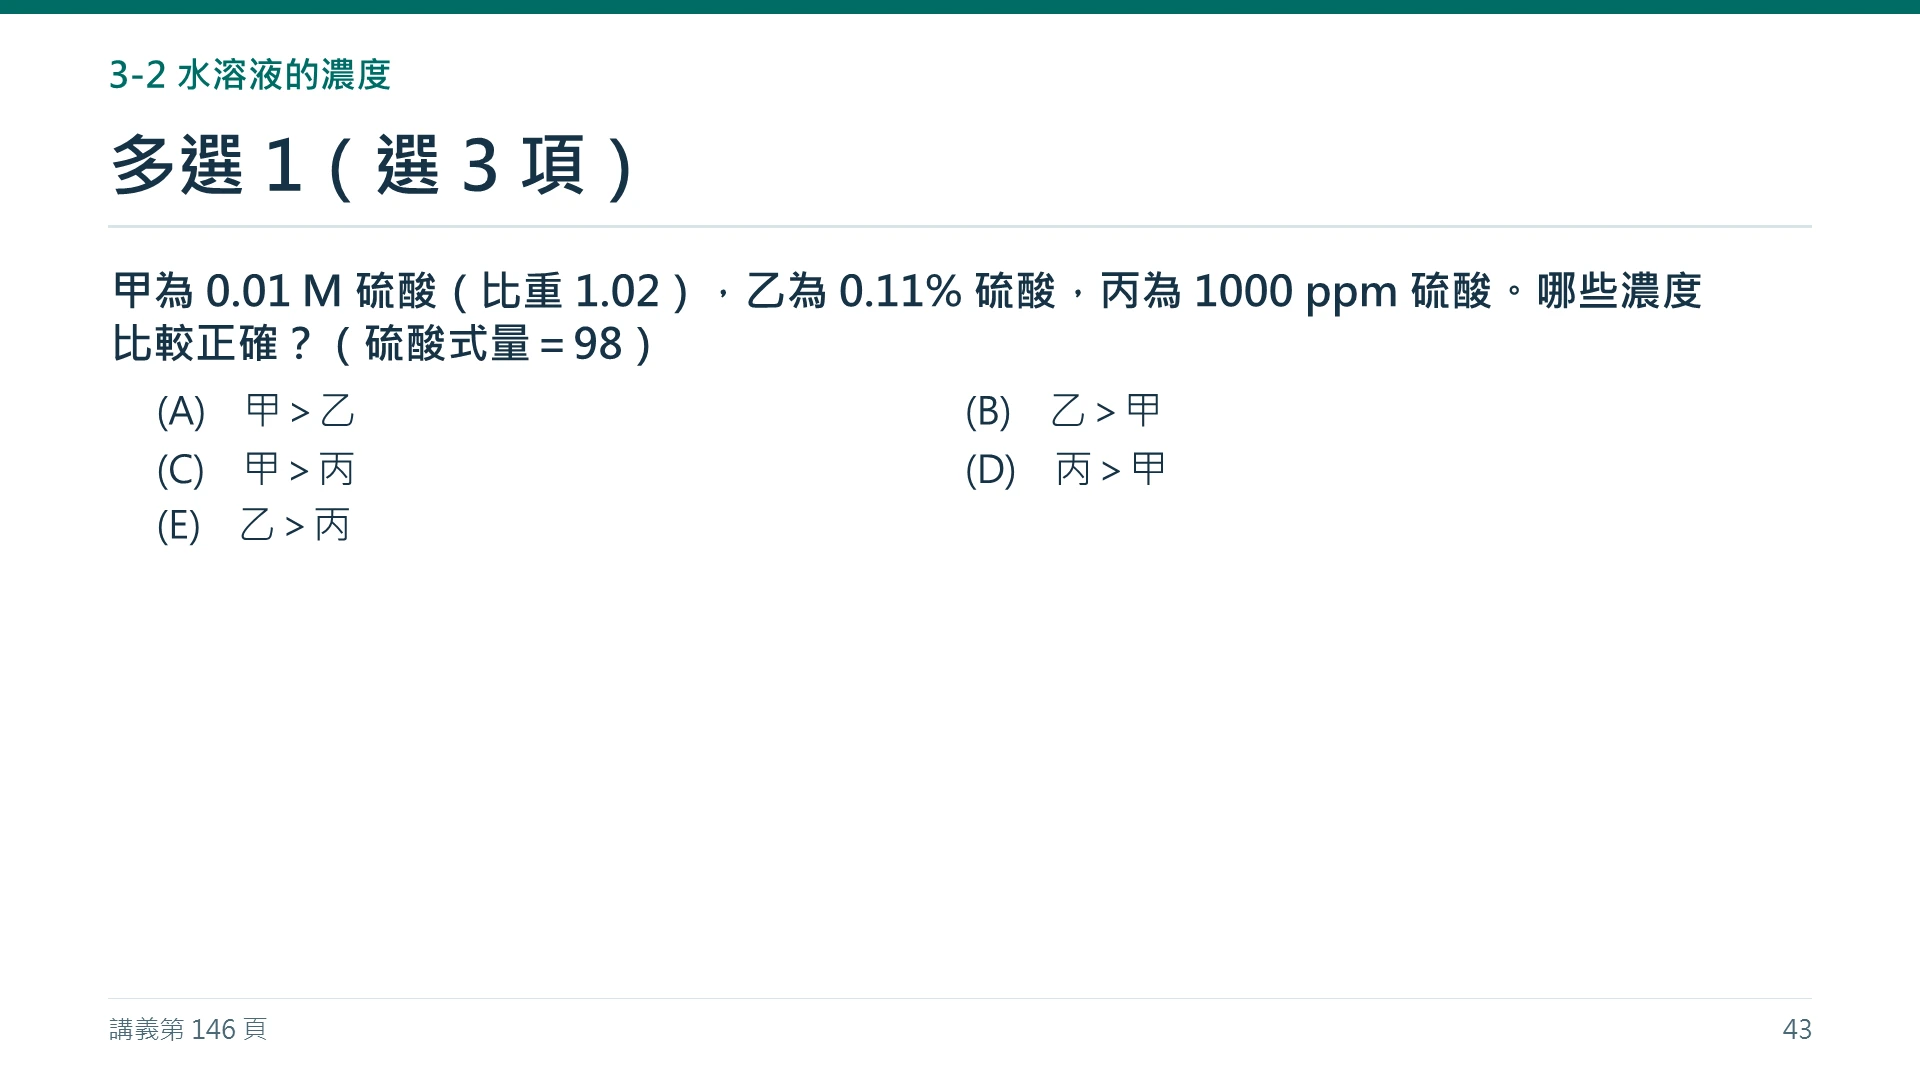 3-2 水溶液的濃度
多選 1（選 3 項）
甲為 0.01 M 硫酸（比重 1.02），乙為 0.11% 硫酸，丙為 1000 ppm 硫酸。哪些濃度
比較正確？（硫酸式量＝98）
(A) 甲＞乙
(B) 乙＞甲
(C) 甲＞丙
(D) 丙＞甲
(E) 乙＞丙
講義第 146 頁
43